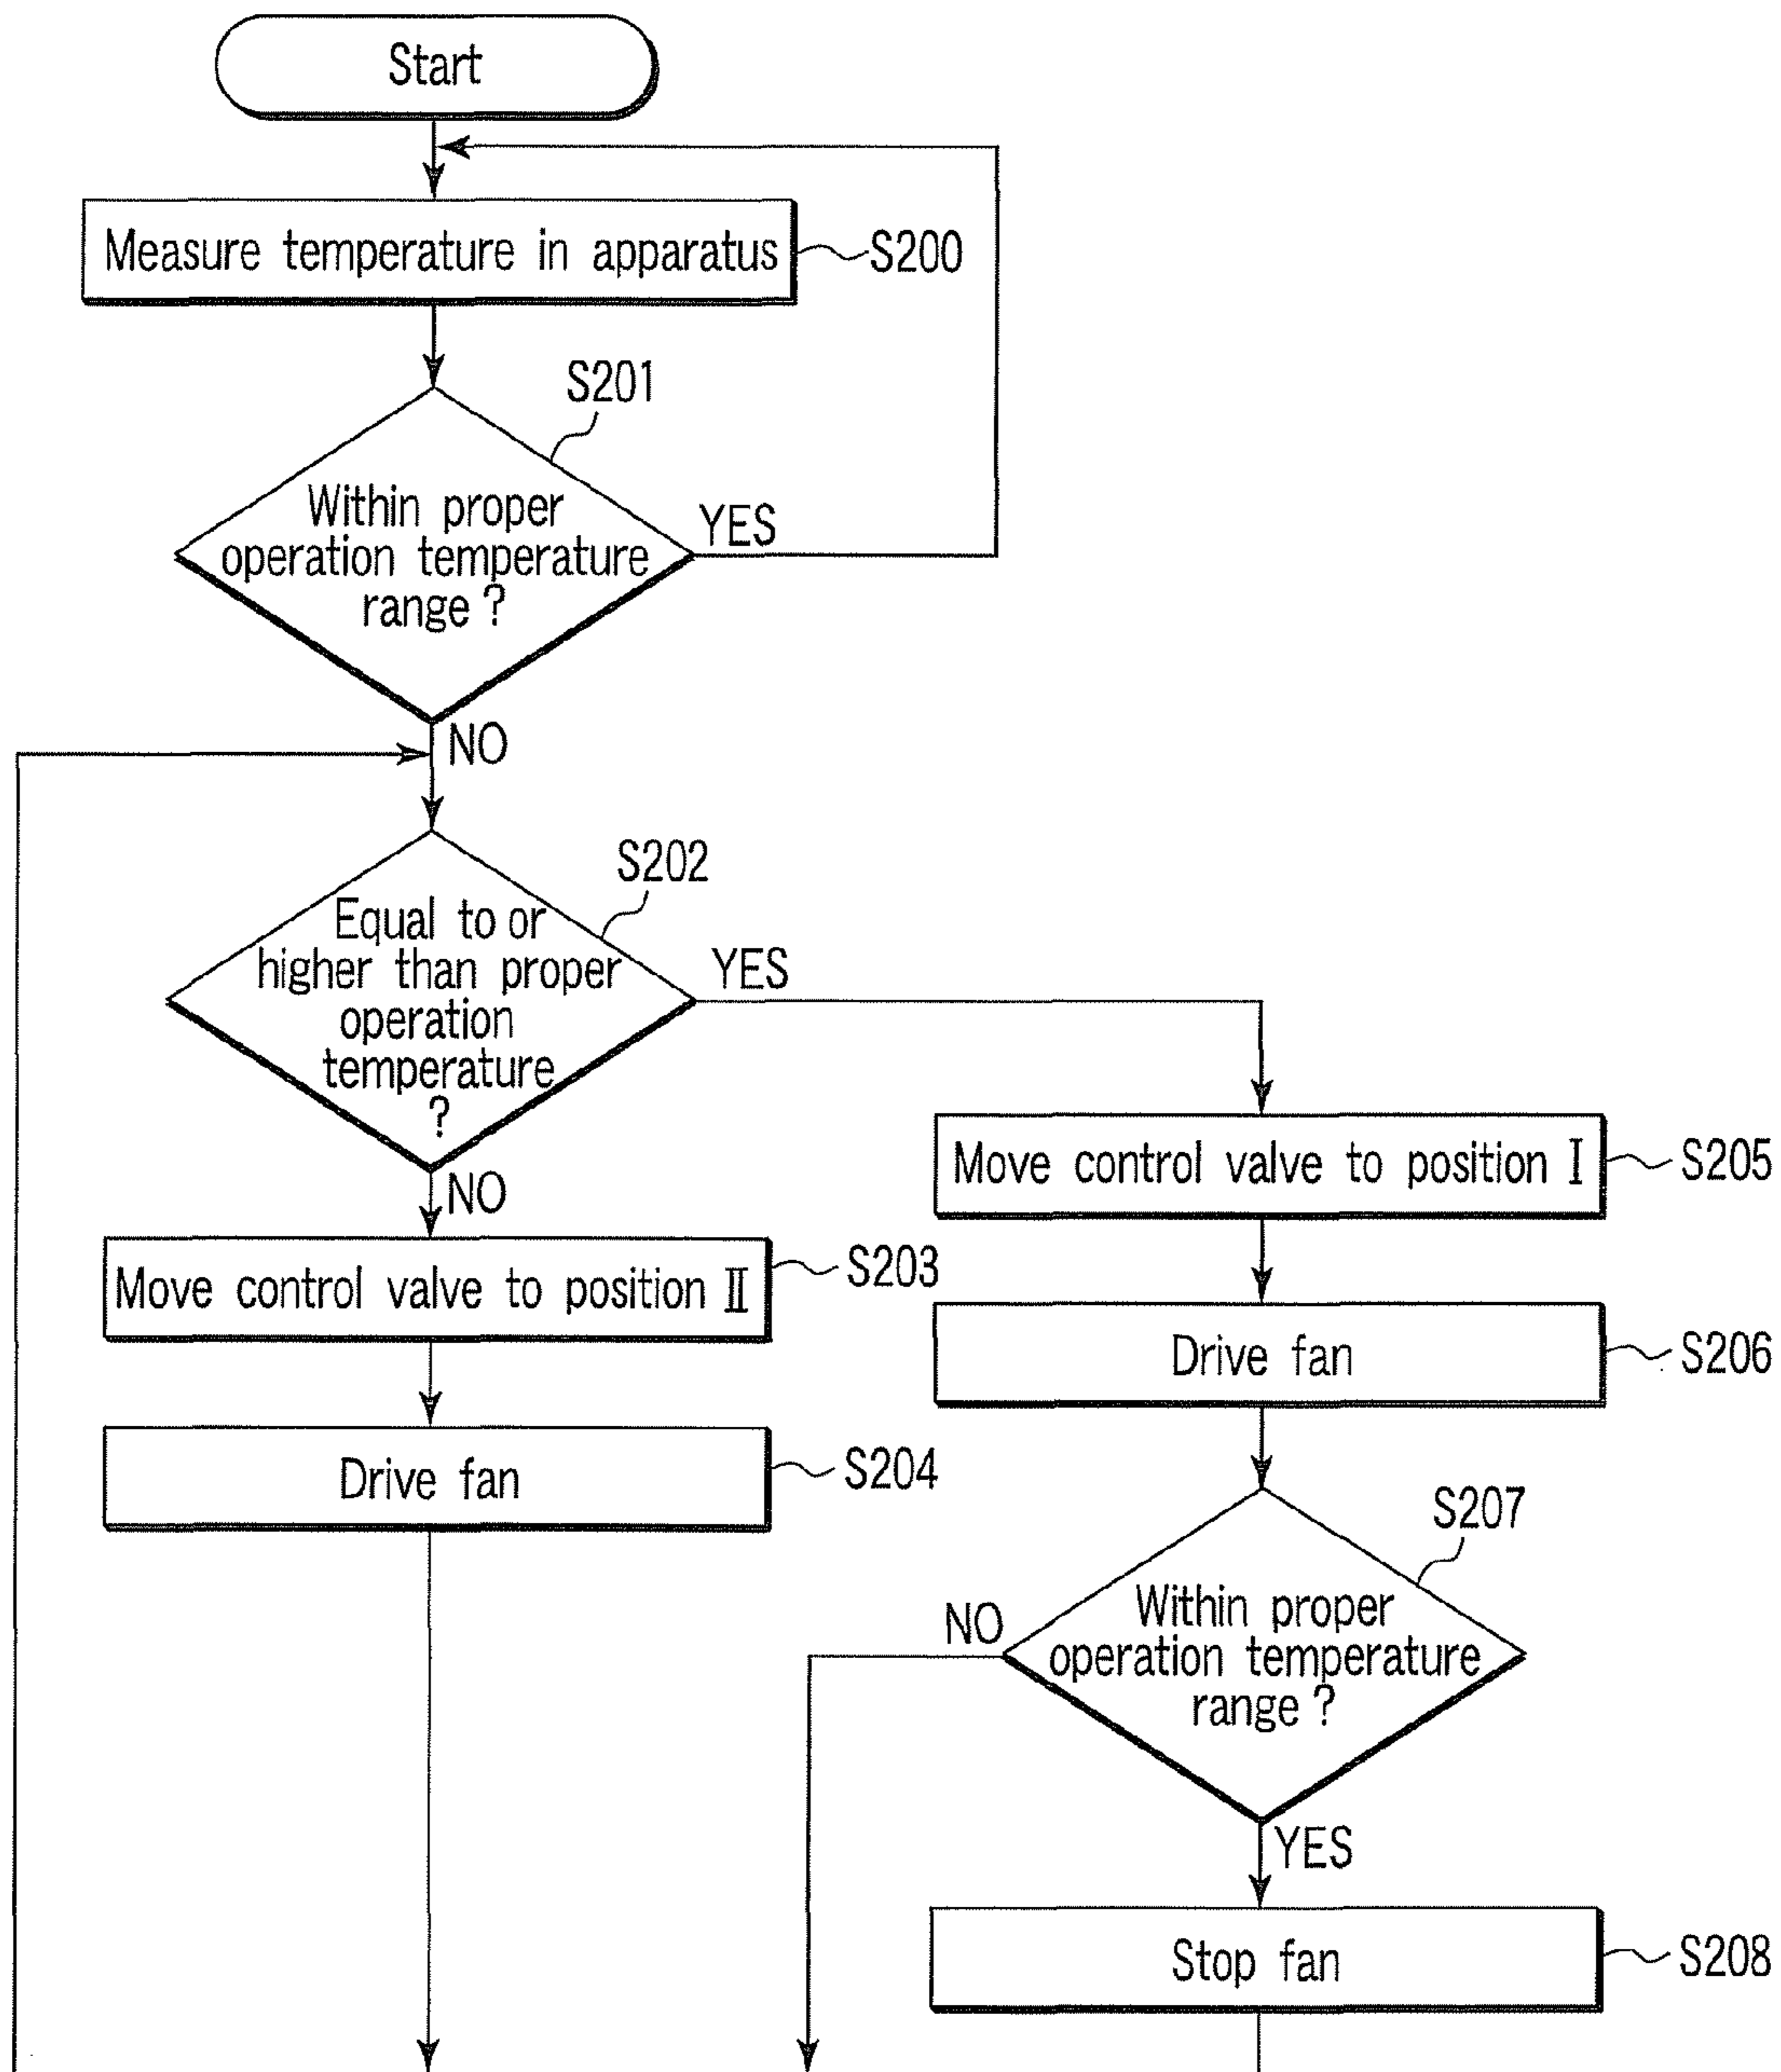 Start
Measure temperature in apparatus
S200
S201
Within proper
operation temperature
range ?
YES
NO
S202
Equal to or
higher than proper
operation
temperature
?
YES
NO
Move control valve to position II
S203
Drive fan
S204
Move control valve to position I
S205
Drive fan
S206
S207
Within proper
operation temperature
range ?
NO
YES
Stop fan
S208